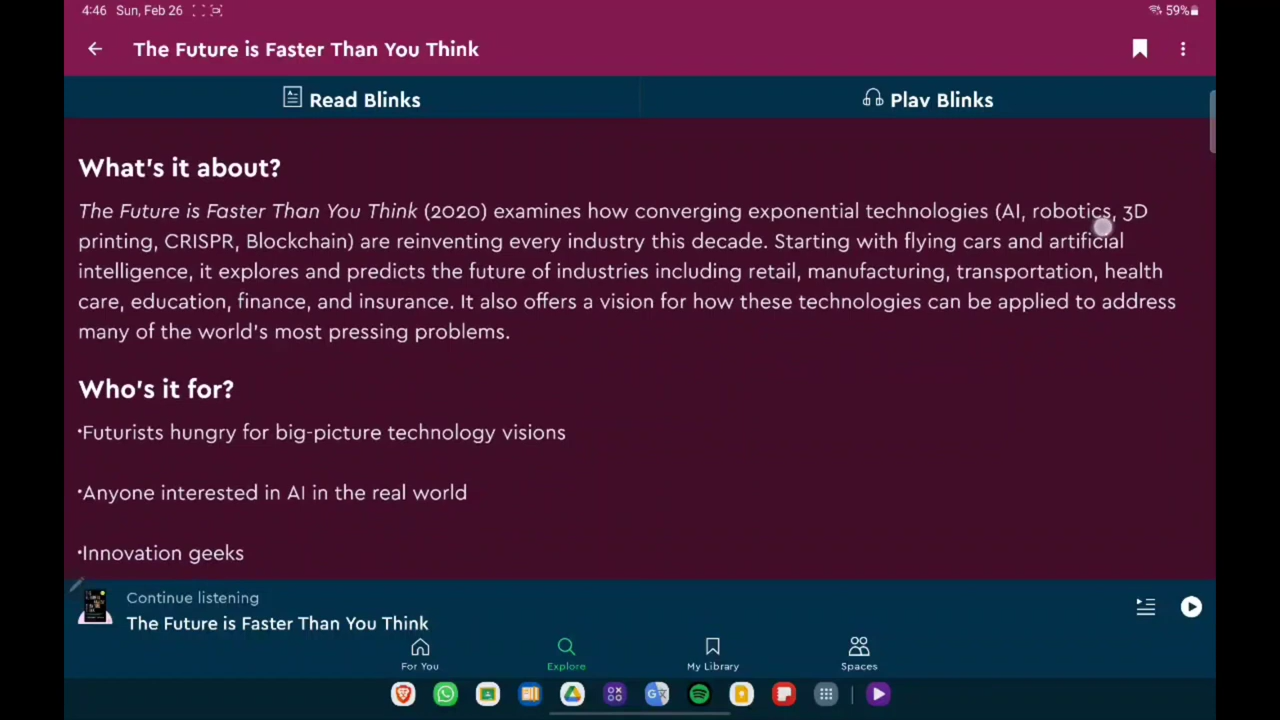 4:46 Sun, Feb 26 59%
The Future is Faster Than You Think
Read Blinks Play Blinks
What's it about?
The Future is Faster Than You Think (2020) examines how converging exponential technologies (AI, robotics, 3D
printing, CRISPR, Blockchain) are reinventing every industry this decade. Starting with flying cars and artificial
intelligence, it explores and predicts the future of industries including retail, manufacturing, transportation, health
care, education, finance, and insurance. It also offers a vision for how these technologies can be applied to address
many of the world's most pressing problems.
Who's it for?
•Futurists hungry for big-picture technology visions
•Anyone interested in AI in the real world
•Innovation geeks
Continue listening
The Future is Faster Than You Think
For You Explore My Library Spaces